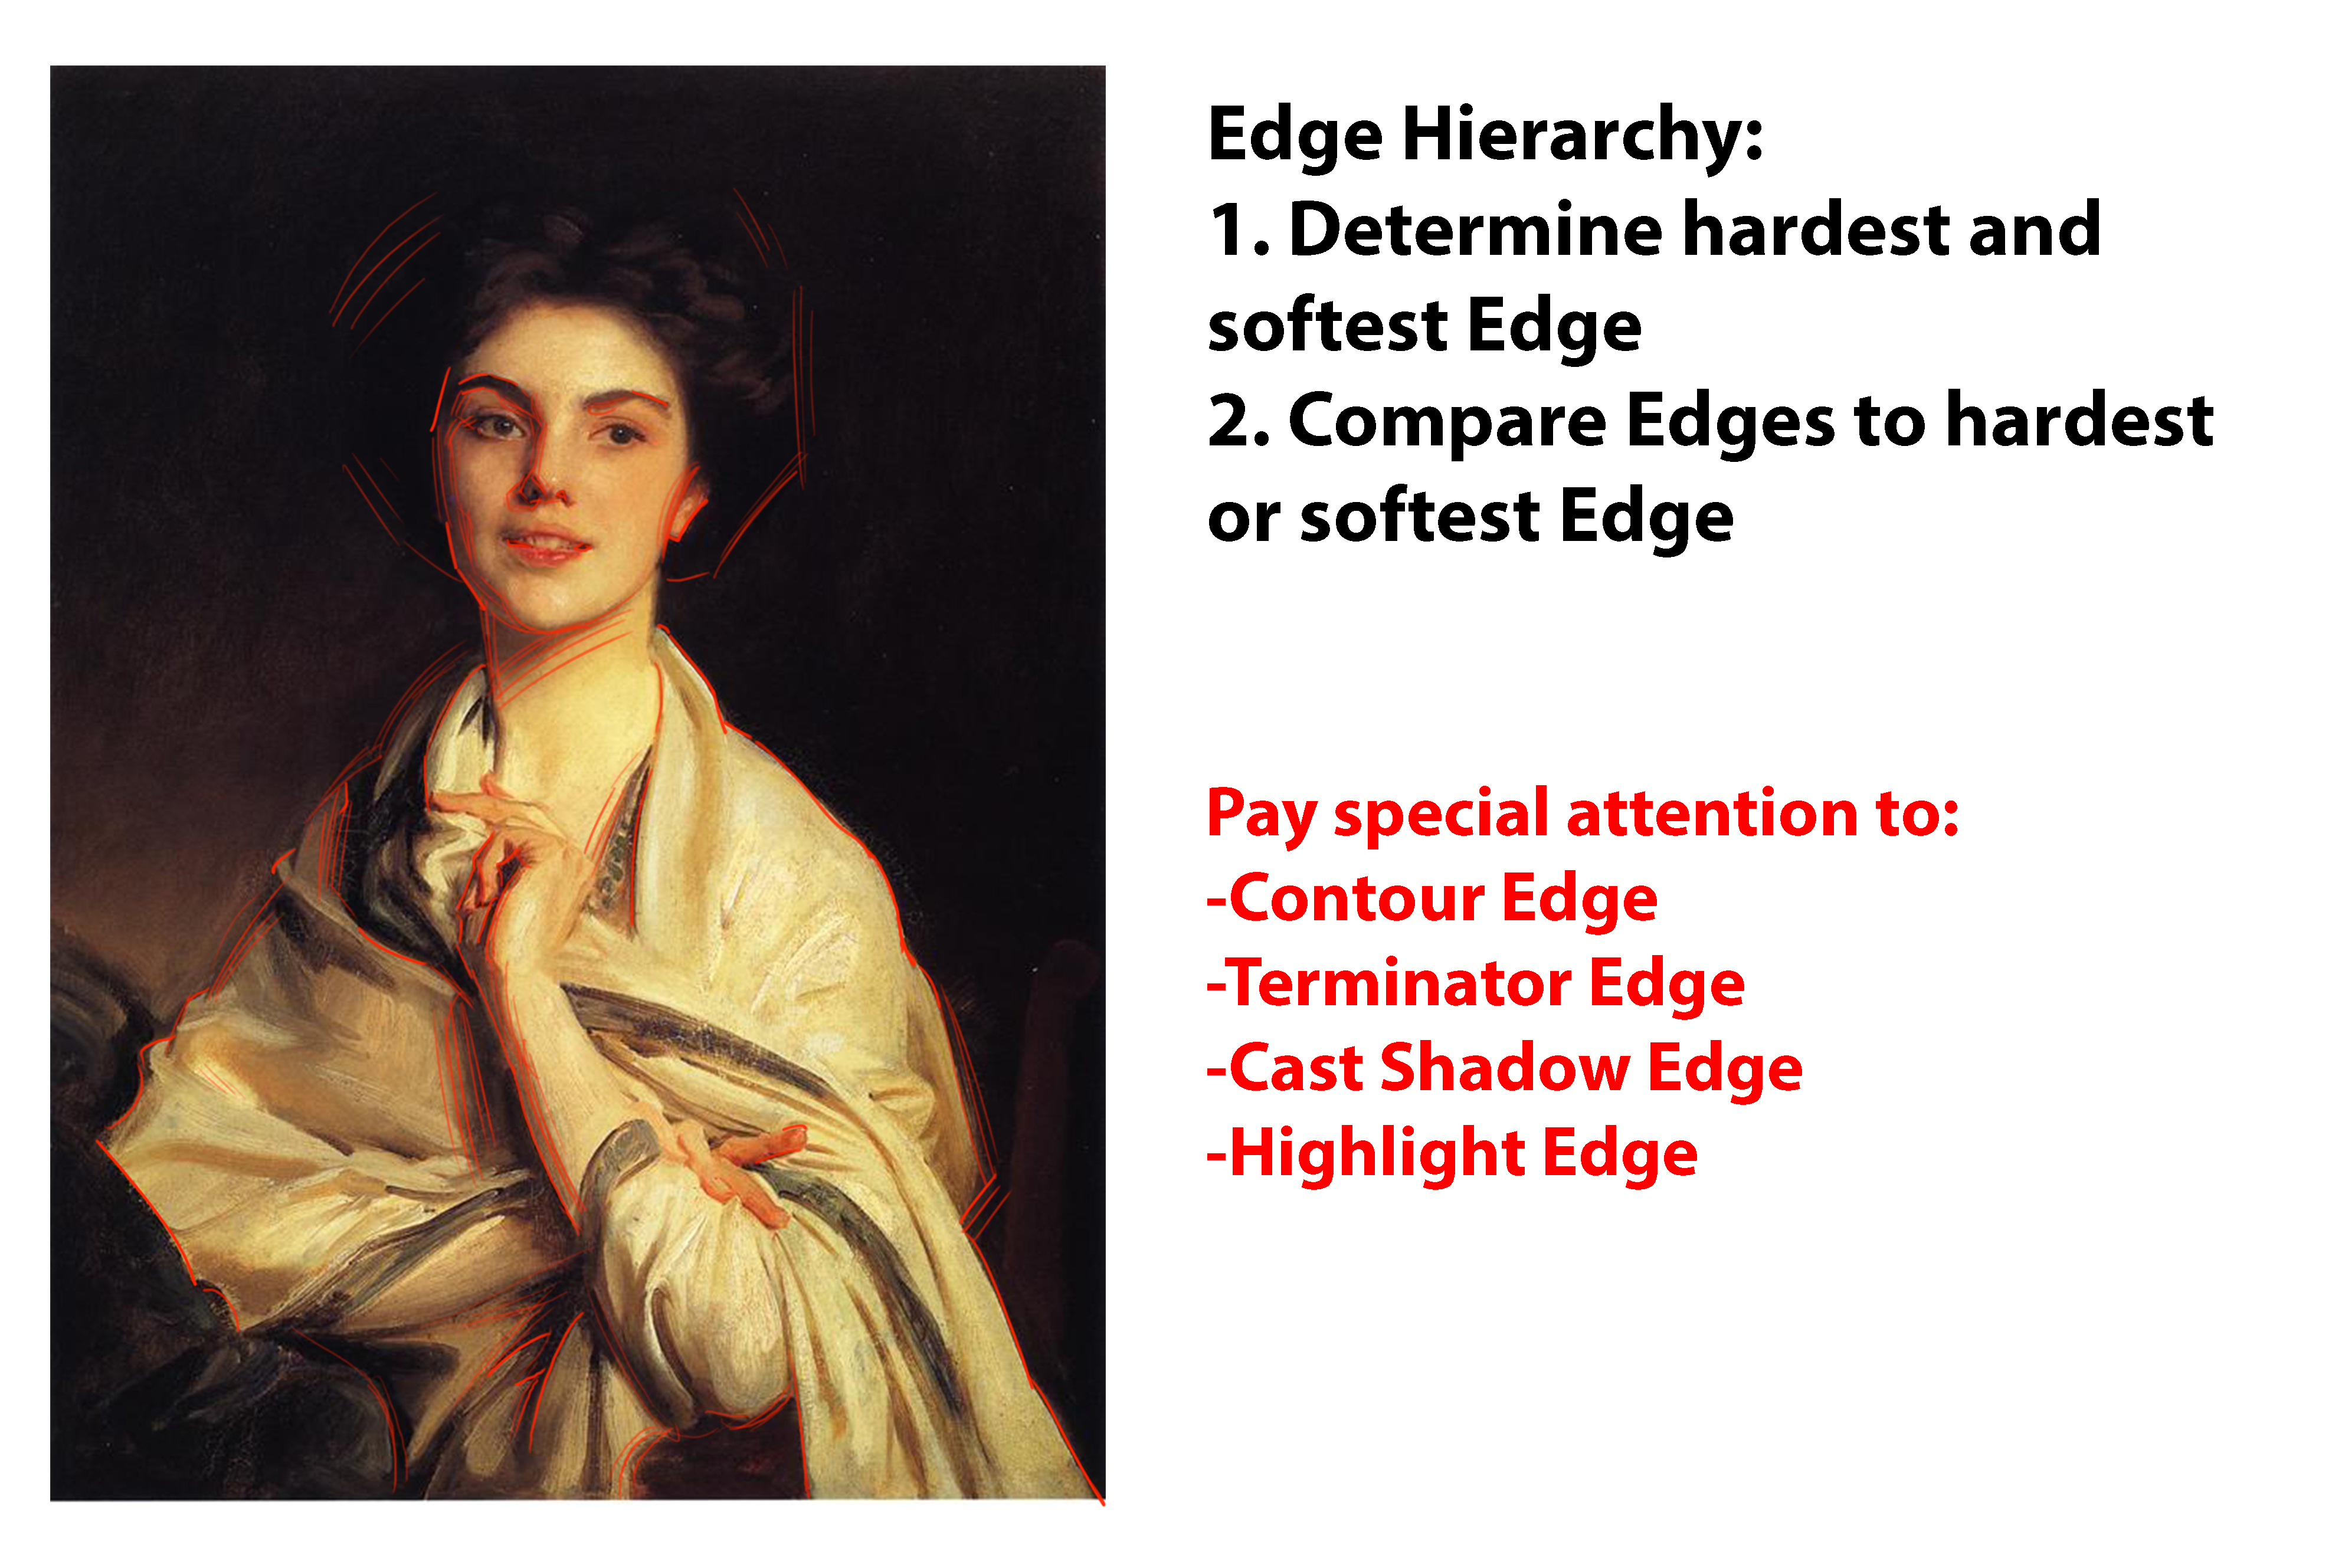 Edge Hierarchy:
1. Determine hardest and
softest Edge
2. Compare Edges to hardest
or softest Edge
Pay special attention to:
-Contour Edge
-Terminator Edge
-Cast Shadow Edge
-Highlight Edge